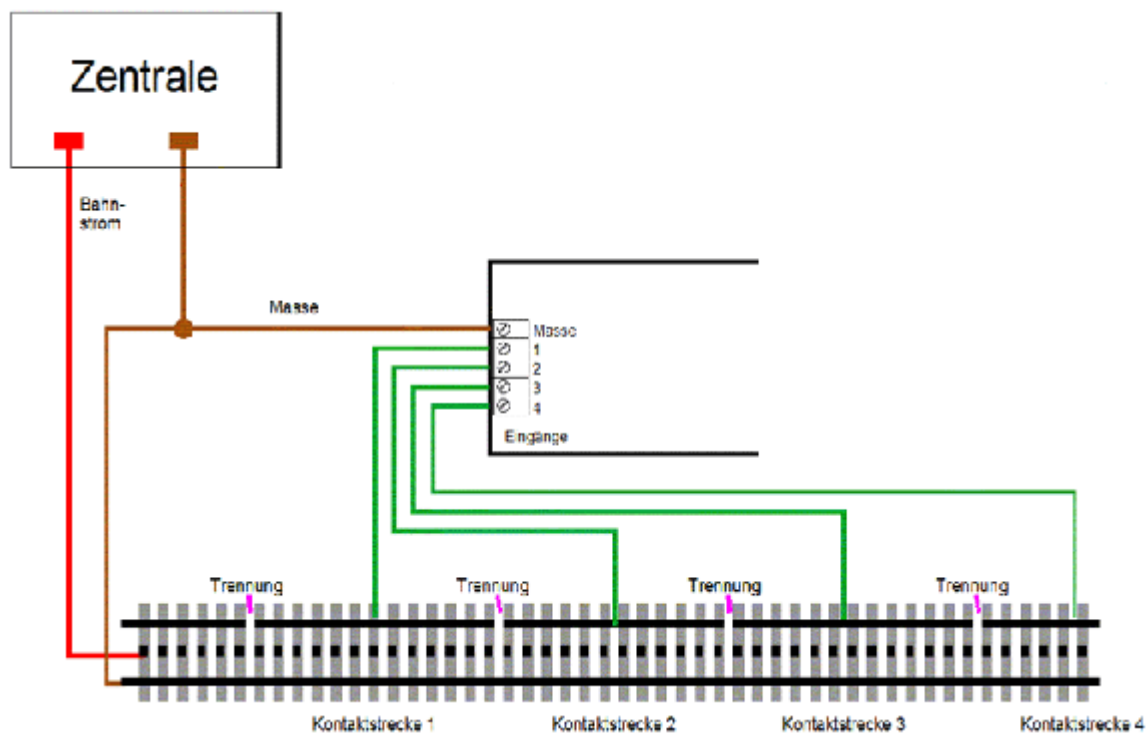 Zentrale
Bahn-
strom
Masse
Masse
1
2
3
4
Eingänge
Trennung
Trennung
Trennung
Trennung
Kontaktstrecke 1
Kontaktstrecke 2
Kontaktstrecke 3
Kontaktstrecke 4